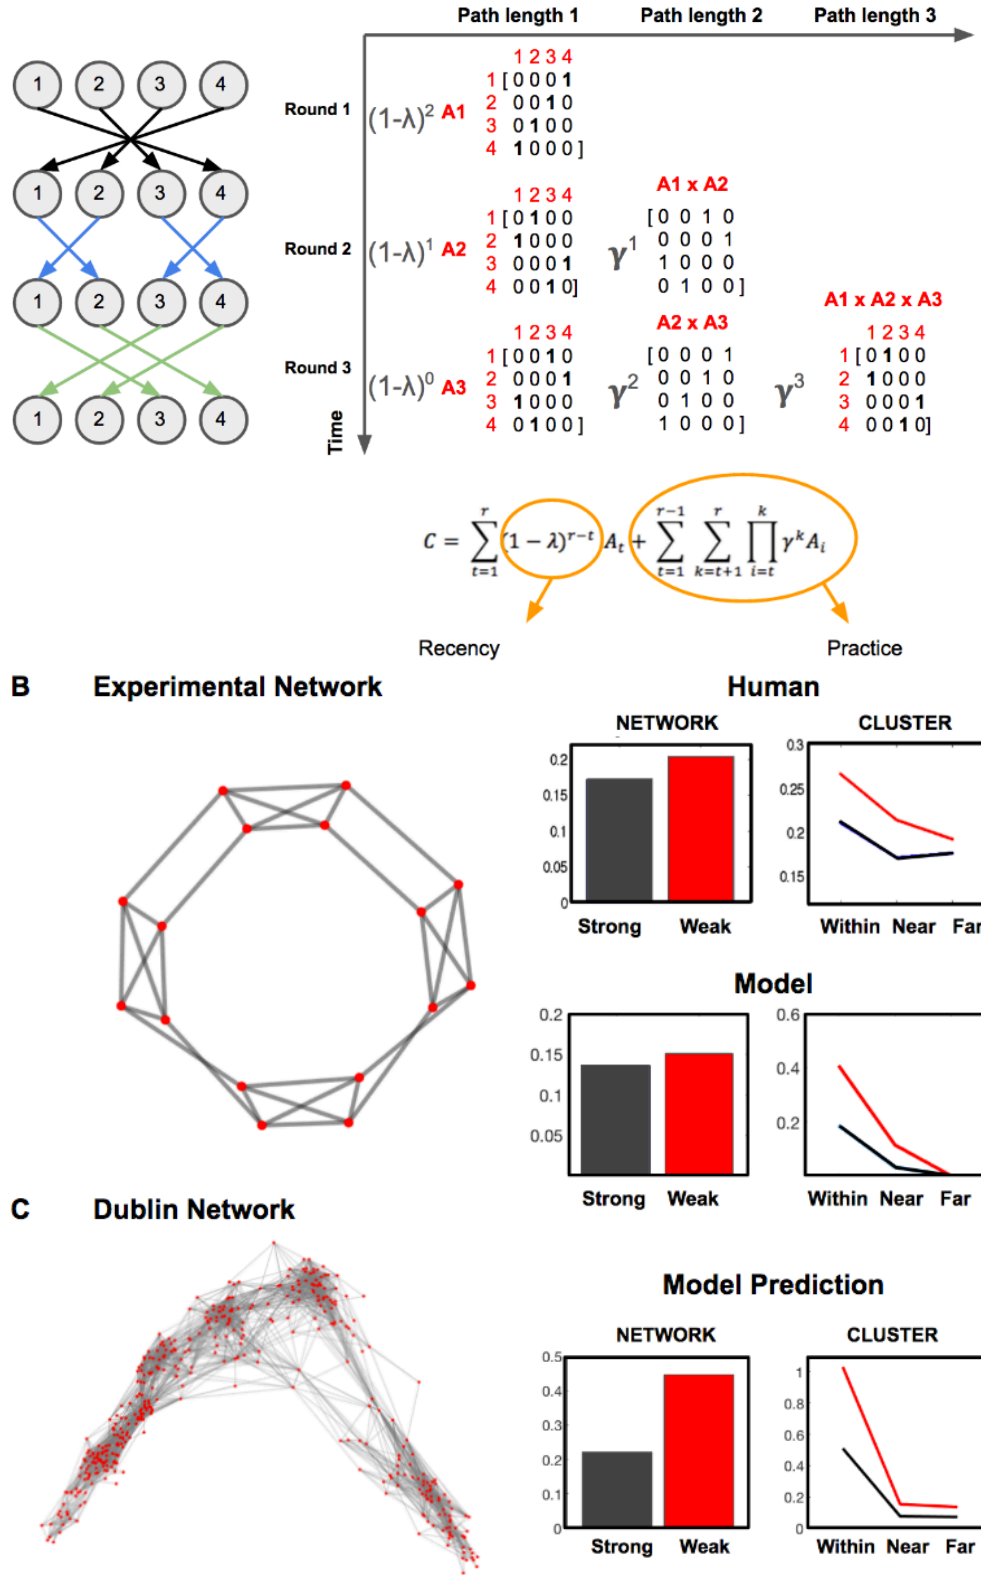 Path length 1 Path length 2 Path length 3
1 2 3 4
1 2 3 4
1 [ 0 0 0 1
Round 1 (1-λ)² A1 2 0 0 1 0
3 0 1 0 0
4 1 0 0 0 ]
1 2 3 4
1 2 3 4 A1 x A2
1 [ 0 1 0 0 [ 0 0 1 0
Round 2 (1-λ)¹ A2 2 1 0 0 0 γ¹ 0 0 0 1
3 0 0 0 1 1 0 0 0
4 0 0 1 0] 0 1 0 0 ]
1 2 3 4
A1 x A2 x A3
1 2 3 4 A2 x A3 1 2 3 4
1 [ 0 0 1 0 [ 0 0 0 1 1 [ 0 1 0 0
Round 3 (1-λ)⁰ A3 2 0 0 0 1 γ² 0 0 1 0 γ³ 2 1 0 0 0
3 1 0 0 0 0 1 0 0 3 0 0 0 1
4 0 1 0 0 ] 1 0 0 0 ] 4 0 0 1 0]
1 2 3 4
Time
C = ∑ᵣₜ₌₁ (1 − λ)ʳ⁻ᵗ Aₜ + ∑ʳ⁻¹ₜ₌₁ ∑ʳₖ₌ₜ₊₁ ∏ᵏᵢ₌ₜ γᵏAᵢ
Recency Practice
B Experimental Network Human
NETWORK CLUSTER
0.2
0.15
0.1
0.05
0
Strong Weak
0.3
0.25
0.2
0.15
Within Near Far
Model
0.2
0.15
0.1
0.05
Strong Weak
0.6
0.4
0.2
Within Near Far
C Dublin Network
Model Prediction
NETWORK CLUSTER
0.5
0.4
0.3
0.2
0.1
0
Strong Weak
1
0.8
0.6
0.4
0.2
0
Within Near Far